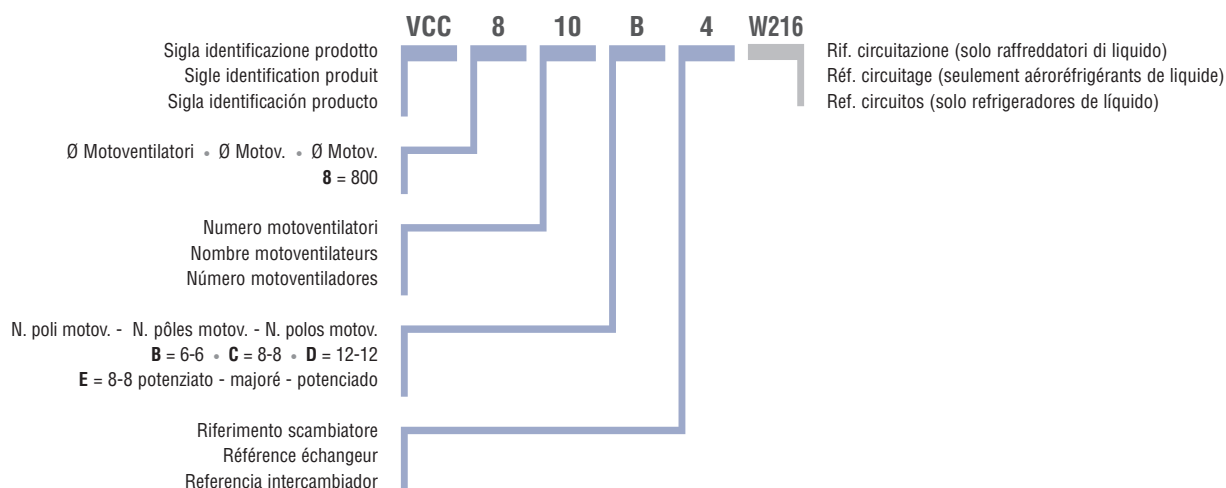 VCC 8 10 B 4 W216
Sigla identificazione prodotto
Sigle identification produit
Sigla identificación producto
Rif. circuitazione (solo raffreddatori di liquido)
Réf. circuitage (seulement aéroréfrigérants de liquide)
Ref. circuitos (solo refrigeradores de líquido)
Ø Motoventilatori • Ø Motov. • Ø Motov.
8 = 800
Numero motoventilatori
Nombre motoventilateurs
Número motoventiladores
N. poli motov. - N. pôles motov. - N. polos motov.
B = 6-6 • C = 8-8 • D = 12-12
E = 8-8 potenziato - majoré - potenciado
Riferimento scambiatore
Référence échangeur
Referencia intercambiador